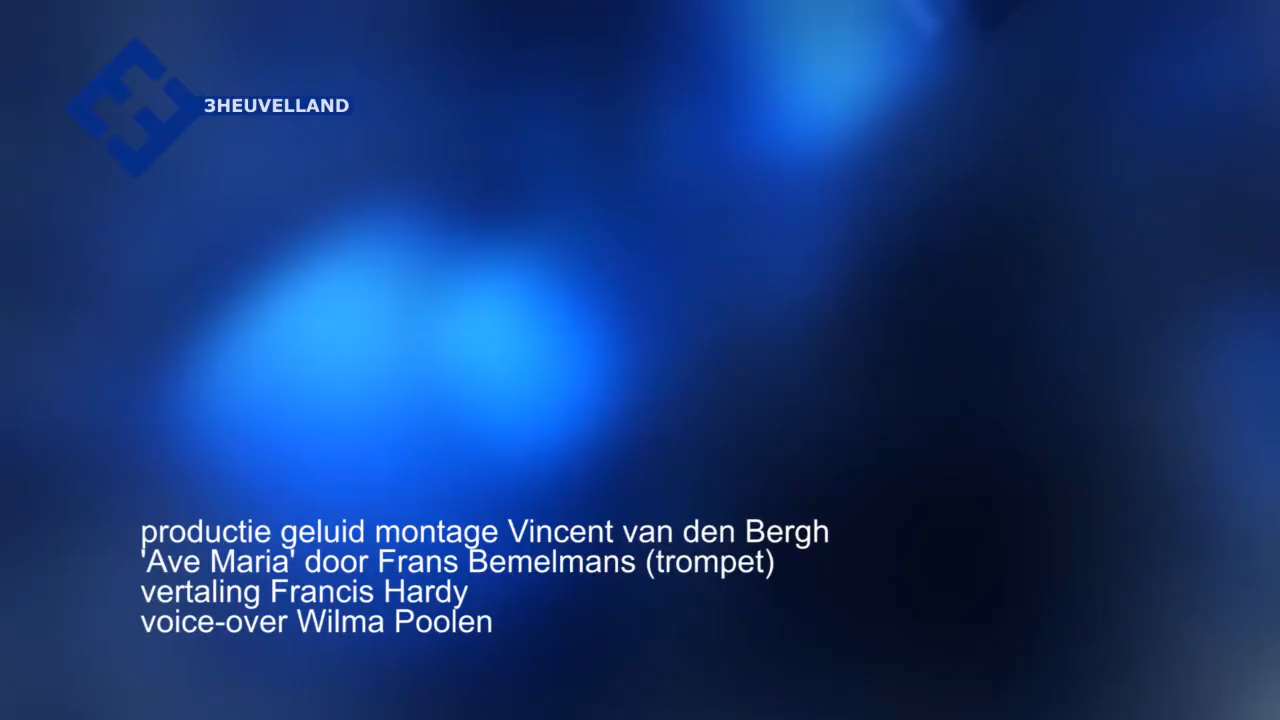 3HEUVELLAND
productie geluid montage Vincent van den Bergh
'Ave Maria' door Frans Bemelmans (trompet)
vertaling Francis Hardy
voice-over Wilma Poolen